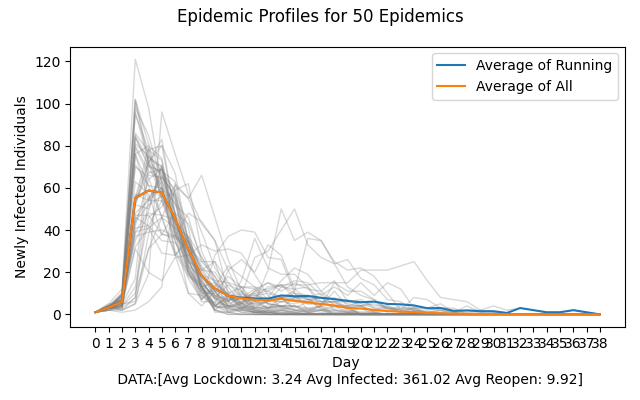 Epidemic Profiles for 50 Epidemics
Newly Infected Individuals
120
100
80
60
40
20
0
Average of Running
Average of All
0 1 2 3 4 5 6 7 8 9 10 11 12 13 14 15 16 17 18 19 20 21 22 23 24 25 26 27 28 29 30 31 32 33 34 35 36 37 38
Day
DATA:[Avg Lockdown: 3.24 Avg Infected: 361.02 Avg Reopen: 9.92]